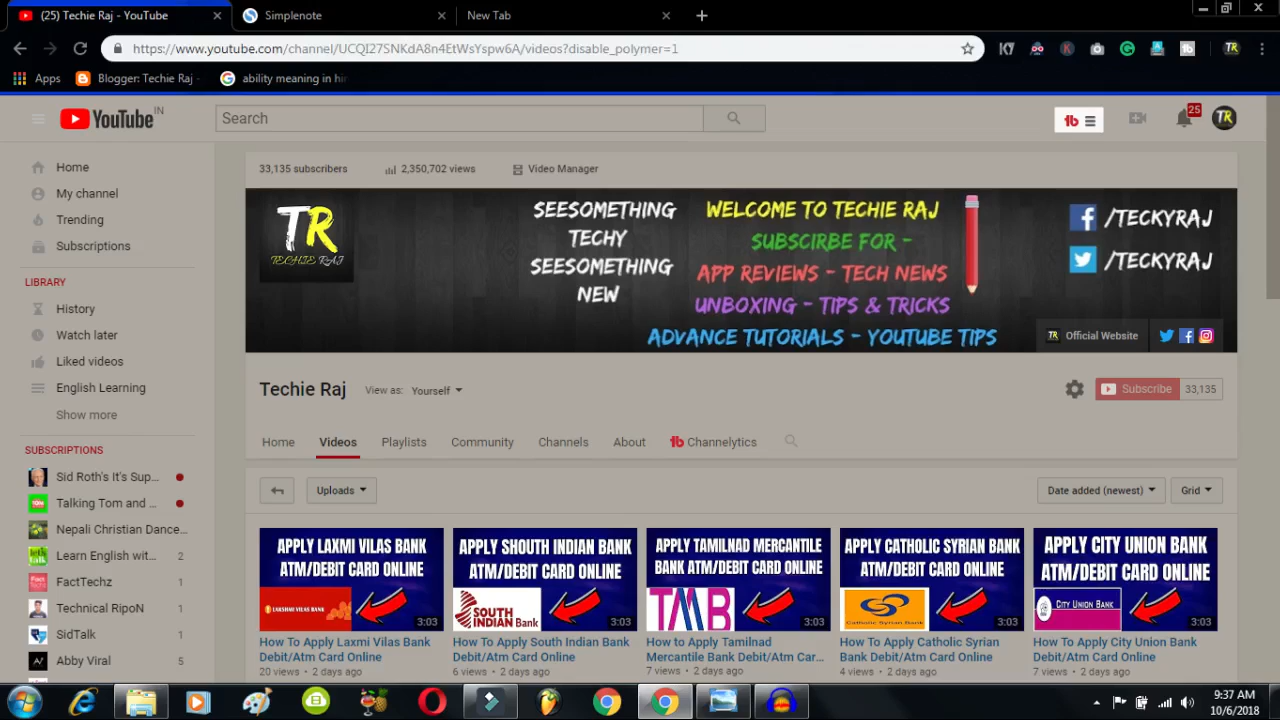 (25) Techie Raj - YouTube
Simplenote
New Tab
https://www.youtube.com/channel/UCQI27SNKdA8n4EtWsYspw6A/videos?disable_polymer=1
Apps
Blogger: Techie Raj -
ability meaning in hin
YouTube IN
Search
tb
25
TR
Home
My channel
Trending
Subscriptions
LIBRARY
History
Watch later
Liked videos
English Learning
Show more
SUBSCRIPTIONS
Sid Roth's It's Sup...
Talking Tom and ...
Nepali Christian Dance...
Learn English wit... 2
FactTechz 1
Technical RipoN 1
SidTalk 1
Abby Viral 5
33,135 subscribers
2,350,702 views
Video Manager
TR
TECHIE RAJ
SEESOMETHING
TECHY
SEESOMETHING
NEW
WELCOME TO TECHIE RAJ
SUBSCIRBE FOR -
APP REVIEWS - TECH NEWS
UNBOXING - TIPS & TRICKS
ADVANCE TUTORIALS - YOUTUBE TIPS
/TECKYRAJ
/TECKYRAJ
Official Website
Techie Raj
View as: Yourself
Subscribe 33,135
Home
Videos
Playlists
Community
Channels
About
tb Channelytics
Uploads
Date added (newest)
Grid
APPLY LAXMI VILAS BANK
ATM/DEBIT CARD ONLINE
LAKSHMI VILAS BANK
3:03
How To Apply Laxmi Vilas Bank
Debit/Atm Card Online
20 views • 2 days ago
APPLY SHOUTH INDIAN BANK
ATM/DEBIT CARD ONLINE
SOUTH
INDIAN Bank
3:03
How To Apply South Indian Bank
Debit/Atm Card Online
6 views • 2 days ago
APPLY TAMILNAD MERCANTILE
BANK ATM/DEBIT CARD ONLINE
TMB
3:03
How to Apply Tamilnad
Mercantile Bank Debit/Atm Car...
7 views • 2 days ago
APPLY CATHOLIC SYRIAN BANK
ATM/DEBIT CARD ONLINE
Catholic Syrian Bank
3:03
How To Apply Catholic Syrian
Bank Debit/Atm Card Online
4 views • 2 days ago
APPLY CITY UNION BANK
ATM/DEBIT CARD ONLINE
CITY UNION BANK
3:03
How To Apply City Union Bank
Debit/Atm Card Online
7 views • 2 days ago
9:37 AM
10/6/2018